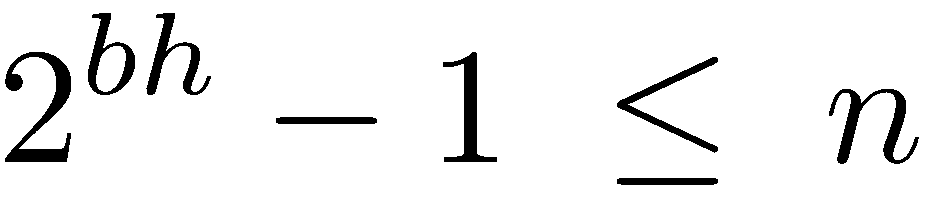 2^{bh} − 1 ≤ n